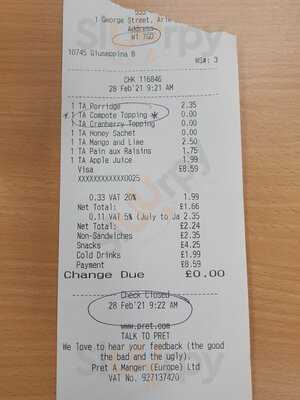 1 George Street, Arle
Address
W1 7GD
10745 Giuseppina B WS#: 3
CHK 116846
28 Feb'21 9:21 AM
1 TA Porridge 2.35
* 1 TA Compote Topping * 0.00
1 TA Cranberry Topping 0.00
1 TA Honey Sachet 0.00
1 TA Mango and Lime 2.50
1 TA Pain aux Raisins 1.75
1 TA Apple Juice 1.99
Visa £8.59
XXXXXXXXXXXX0025
0.33 VAT 20% 1.99
Net Total: £1.66
0.11 VAT 5% (July to Ja 2.35
Net Total: £2.24
Non-Sandwiches £2.35
Snacks £4.25
Cold Drinks £1.99
Payment £8.59
Change Due £0.00
Check Closed
28 Feb'21 9:22 AM
www.pret.com
TALK TO PRET
We love to hear your feedback (the good
the bad and the ugly).
Pret A Manger (Europe) Ltd
VAT No. 927137420